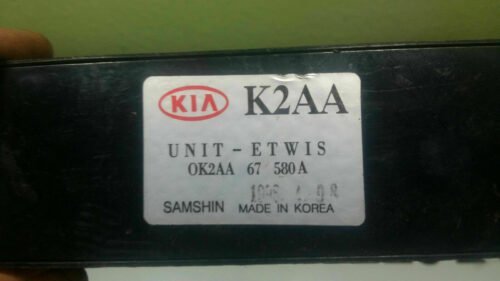 KIA K2AA
UNIT - ETWIS
OK2AA 67 580A
SAMSHIN MADE IN KOREA